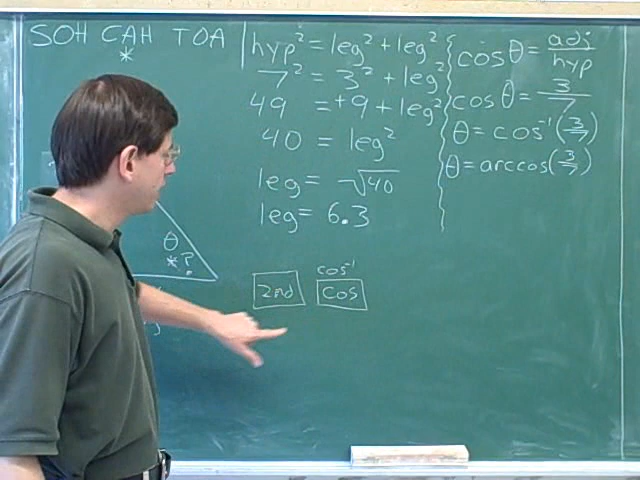 SOH CAH TOA
*
hyp² = leg² + leg²
7² = 3² + leg²
49 = +9 + leg²
40 = leg²
leg = √40
leg = 6.3
cos θ = adj/hyp
cos θ = 3/7
θ = cos⁻¹(3/7)
θ = arccos(3/7)
θ
*?
cos⁻¹
2nd cos